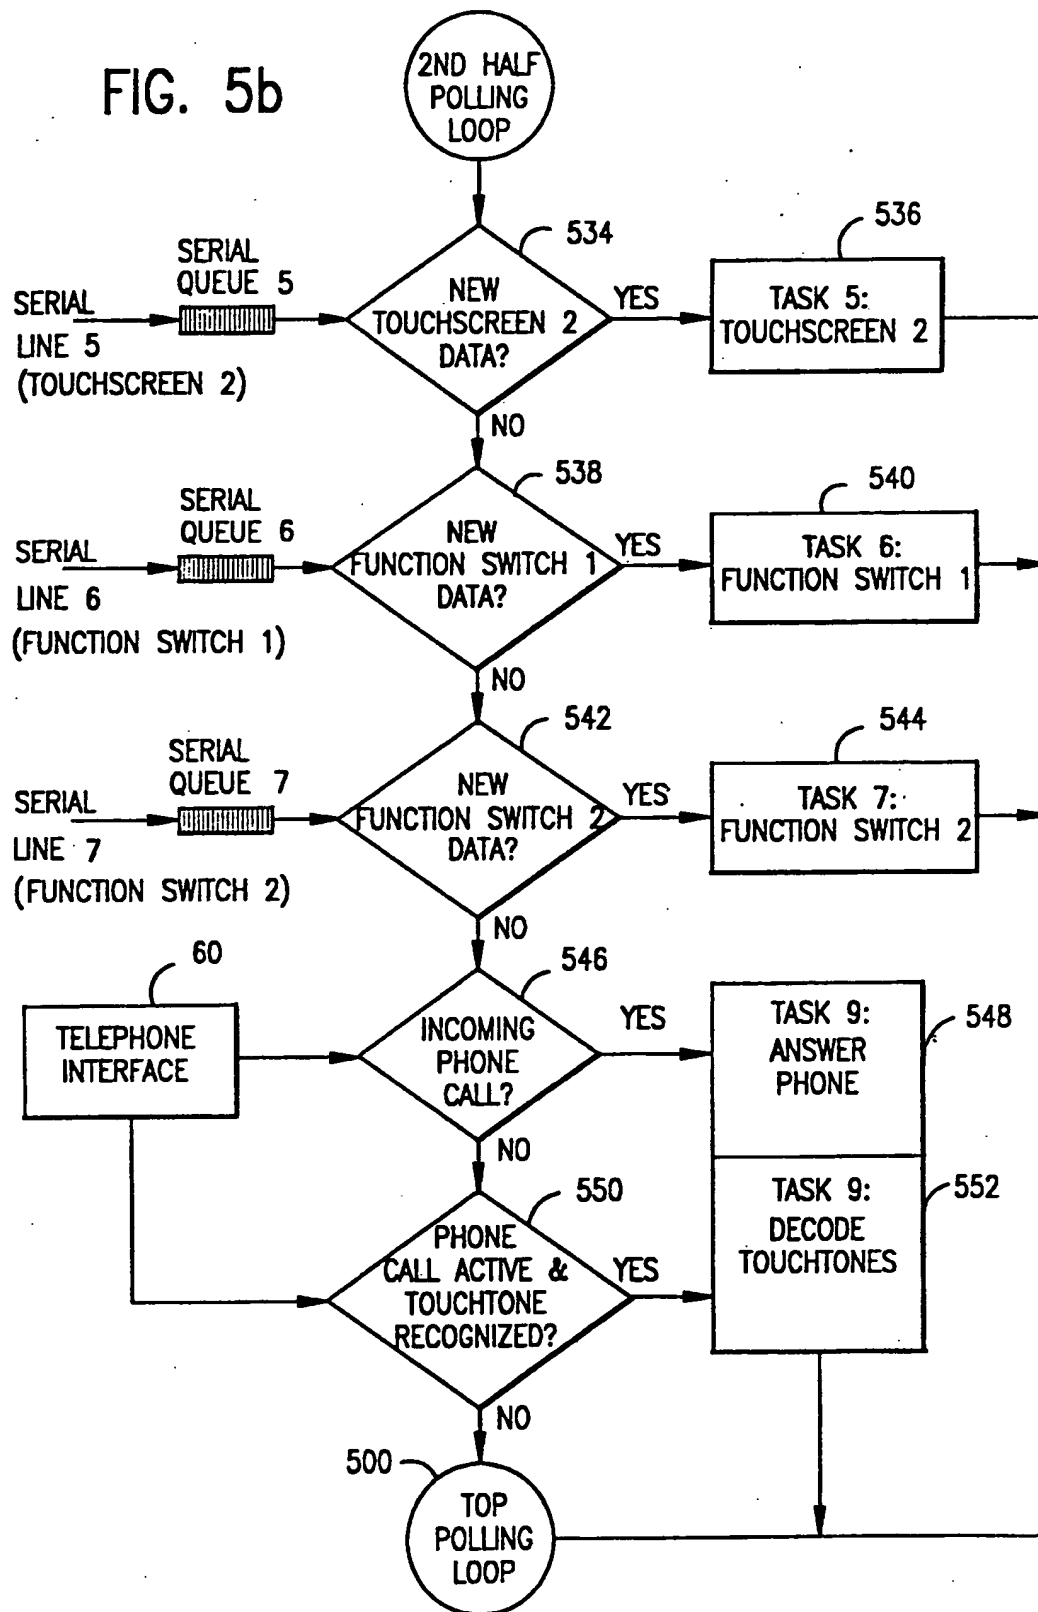 FIG. 5b
2ND HALF
POLLING
LOOP
534
536
SERIAL
QUEUE 5
SERIAL
LINE 5
(TOUCHSCREEN 2)
NEW
TOUCHSCREEN 2
DATA?
YES
TASK 5:
TOUCHSCREEN 2
NO
538
540
SERIAL
QUEUE 6
SERIAL
LINE 6
(FUNCTION SWITCH 1)
NEW
FUNCTION SWITCH 1
DATA?
YES
TASK 6:
FUNCTION SWITCH 1
NO
542
544
SERIAL
QUEUE 7
SERIAL
LINE 7
(FUNCTION SWITCH 2)
NEW
FUNCTION SWITCH 2
DATA?
YES
TASK 7:
FUNCTION SWITCH 2
NO
60
546
TELEPHONE
INTERFACE
INCOMING
PHONE
CALL?
YES
TASK 9:
ANSWER
PHONE
548
NO
550
PHONE
CALL ACTIVE &
TOUCHTONE
RECOGNIZED?
YES
TASK 9:
DECODE
TOUCHTONES
552
NO
500
TOP
POLLING
LOOP